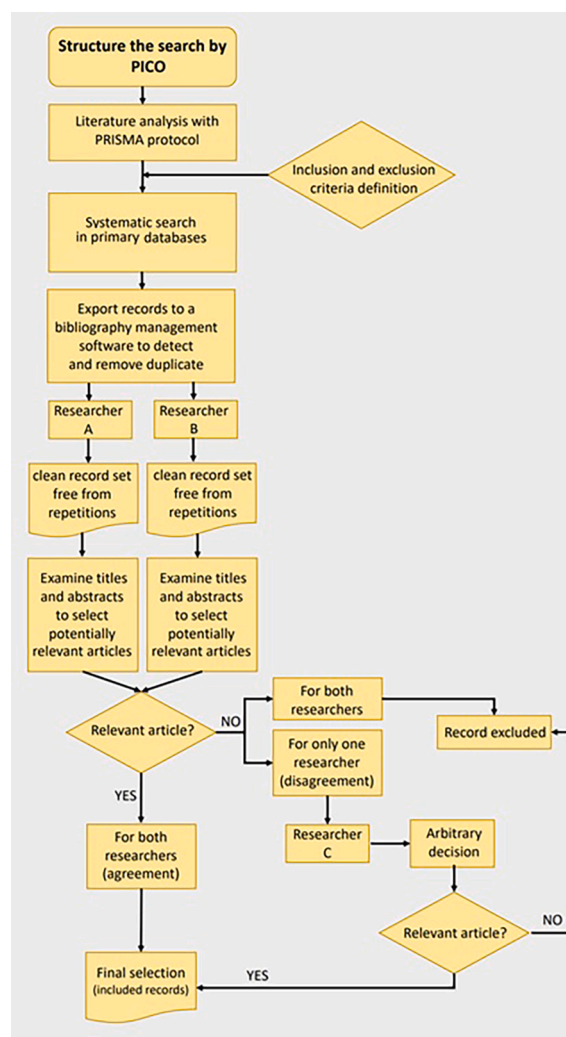 Structure the search by
PICO
Literature analysis with
PRISMA protocol
Inclusion and exclusion
criteria definition
Systematic search
in primary databases
Export records to a
bibliography management
software to detect
and remove duplicate
Researcher
A
Researcher
B
clean record set
free from
repetitions
clean record set
free from
repetitions
Examine titles
and abstracts
to select
potentially
relevant articles
Examine titles
and abstracts
to select
potentially
relevant articles
Relevant article?
NO
For both
researchers
Record excluded
For only one
researcher
(disagreement)
YES
For both
researchers
(agreement)
Researcher
C
Arbitrary
decision
Relevant article?
NO
YES
Final selection
(included records)